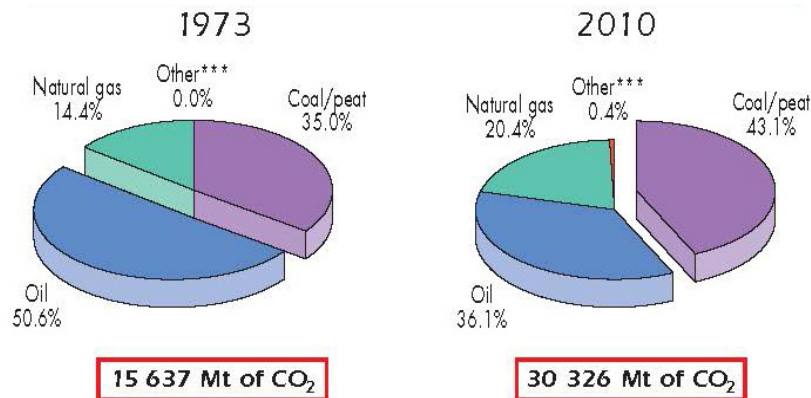 1973
Other***
0.0%
Natural gas
14.4%
Coal/peat
35.0%
Oil
50.6%
15 637 Mt of CO₂
2010
Other***
0.4%
Natural gas
20.4%
Coal/peat
43.1%
Oil
36.1%
30 326 Mt of CO₂